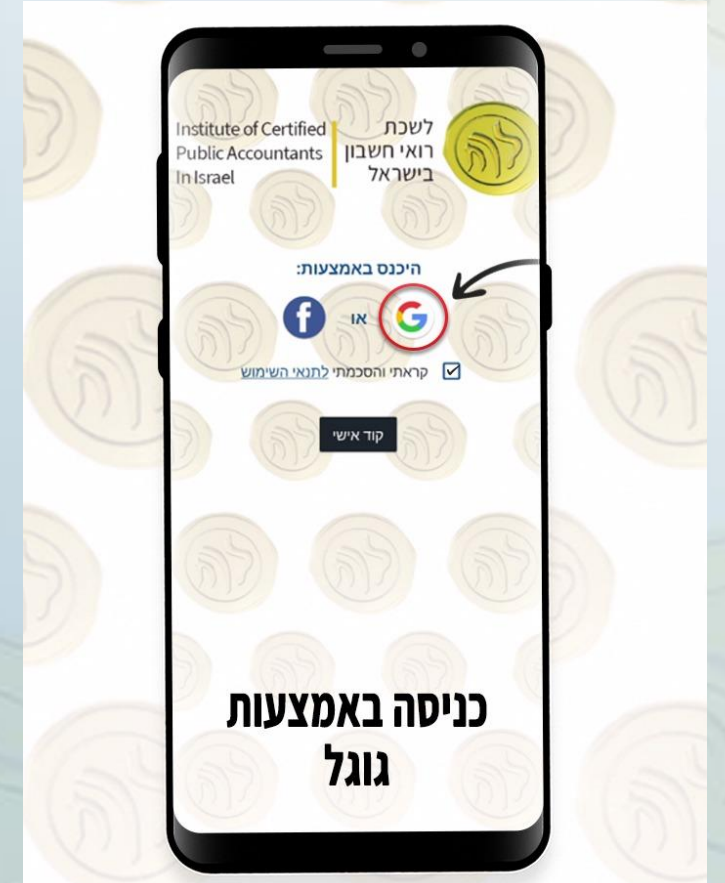 לשכת
רואי חשבון
בישראל
Institute of Certified
Public Accountants
In Israel
היכנס באמצעות:
או
קראתי והסכמתי לתנאי השימוש
קוד אישי
כניסה באמצעות
גוגל